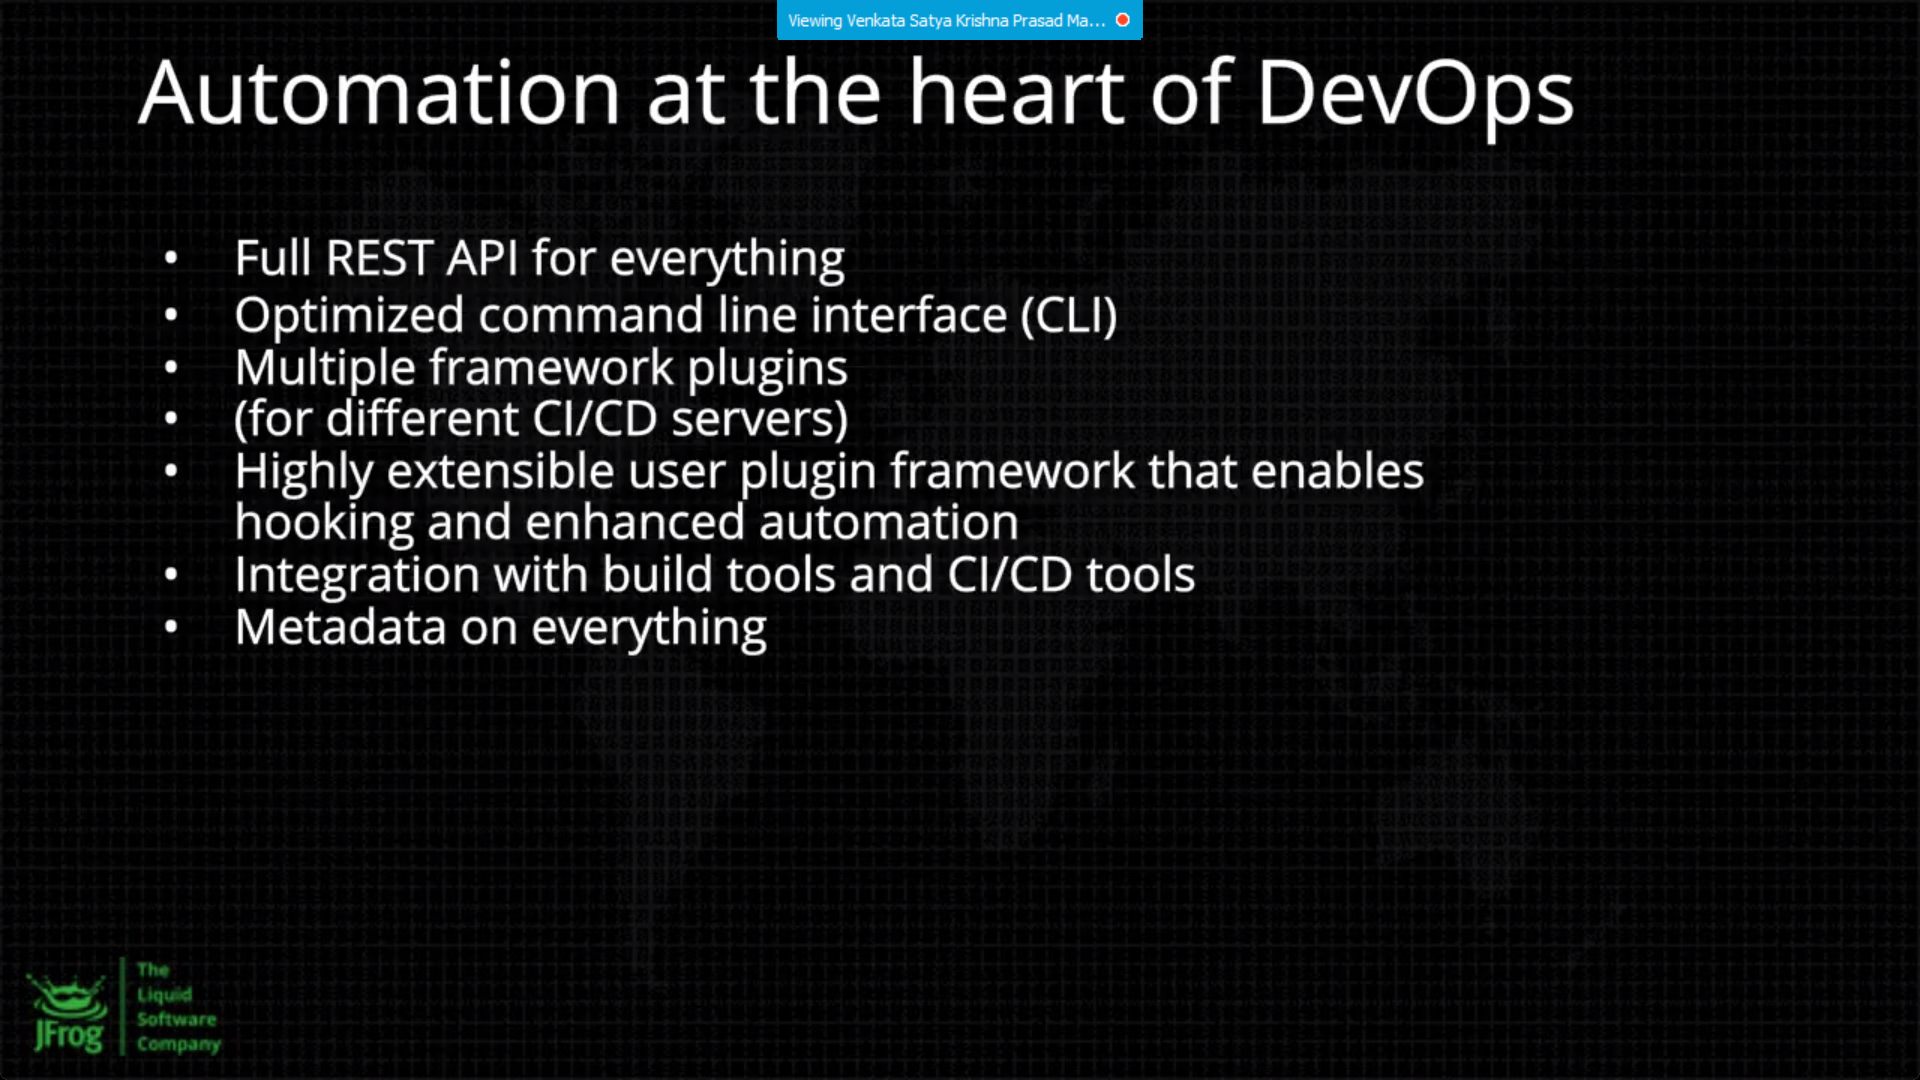 Viewing Venkata Satya Krishna Prasad Ma...
Automation at the heart of DevOps
• Full REST API for everything
• Optimized command line interface (CLI)
• Multiple framework plugins
• (for different CI/CD servers)
• Highly extensible user plugin framework that enables
hooking and enhanced automation
• Integration with build tools and CI/CD tools
• Metadata on everything
JFrog
The
Liquid
Software
Company